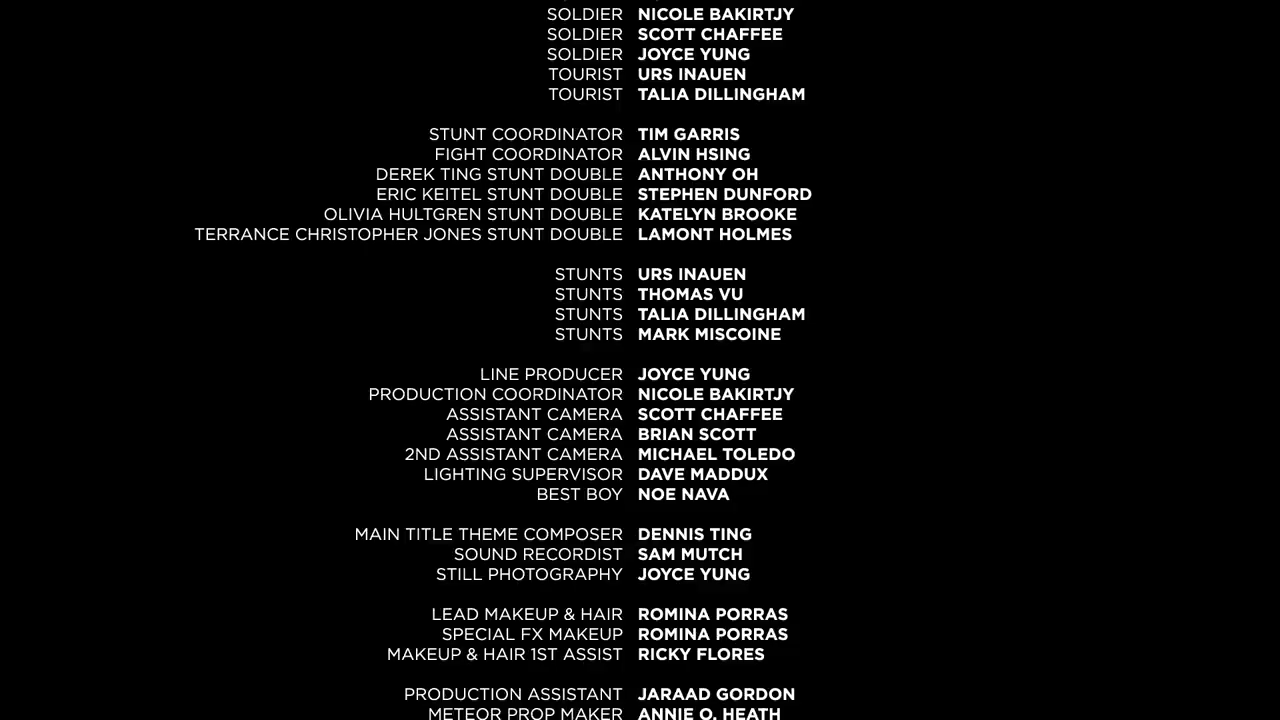 SOLDIER NICOLE BAKIRTJY
SOLDIER SCOTT CHAFFEE
SOLDIER JOYCE YUNG
TOURIST URS INAUEN
TOURIST TALIA DILLINGHAM
STUNT COORDINATOR TIM GARRIS
FIGHT COORDINATOR ALVIN HSING
DEREK TING STUNT DOUBLE ANTHONY OH
ERIC KEITEL STUNT DOUBLE STEPHEN DUNFORD
OLIVIA HULTGREN STUNT DOUBLE KATELYN BROOKE
TERRANCE CHRISTOPHER JONES STUNT DOUBLE LAMONT HOLMES
STUNTS URS INAUEN
STUNTS THOMAS VU
STUNTS TALIA DILLINGHAM
STUNTS MARK MISCOINE
LINE PRODUCER JOYCE YUNG
PRODUCTION COORDINATOR NICOLE BAKIRTJY
ASSISTANT CAMERA SCOTT CHAFFEE
ASSISTANT CAMERA BRIAN SCOTT
2ND ASSISTANT CAMERA MICHAEL TOLEDO
LIGHTING SUPERVISOR DAVE MADDUX
BEST BOY NOE NAVA
MAIN TITLE THEME COMPOSER DENNIS TING
SOUND RECORDIST SAM MUTCH
STILL PHOTOGRAPHY JOYCE YUNG
LEAD MAKEUP & HAIR ROMINA PORRAS
SPECIAL FX MAKEUP ROMINA PORRAS
MAKEUP & HAIR 1ST ASSIST RICKY FLORES
PRODUCTION ASSISTANT JARAAD GORDON
METEOR PROP MAKER ANNIE O. HEATH